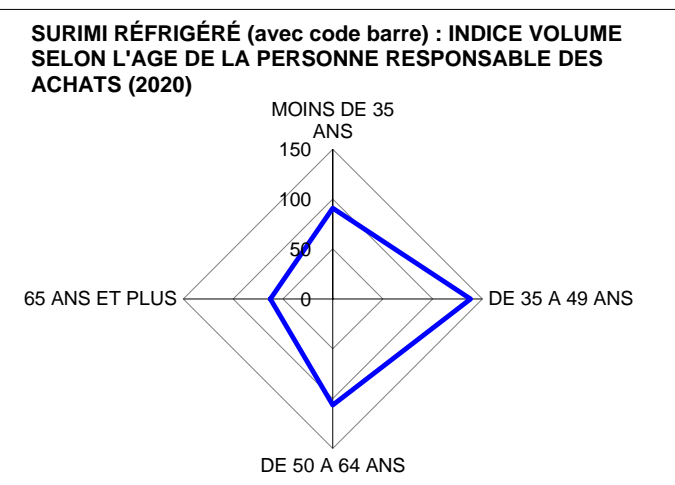 SURIMI RÉFRIGÉRÉ (avec code barre) : INDICE VOLUME
SELON L'AGE DE LA PERSONNE RESPONSABLE DES
ACHATS (2020)
MOINS DE 35
ANS
150
100
50
0
65 ANS ET PLUS
DE 35 A 49 ANS
DE 50 A 64 ANS